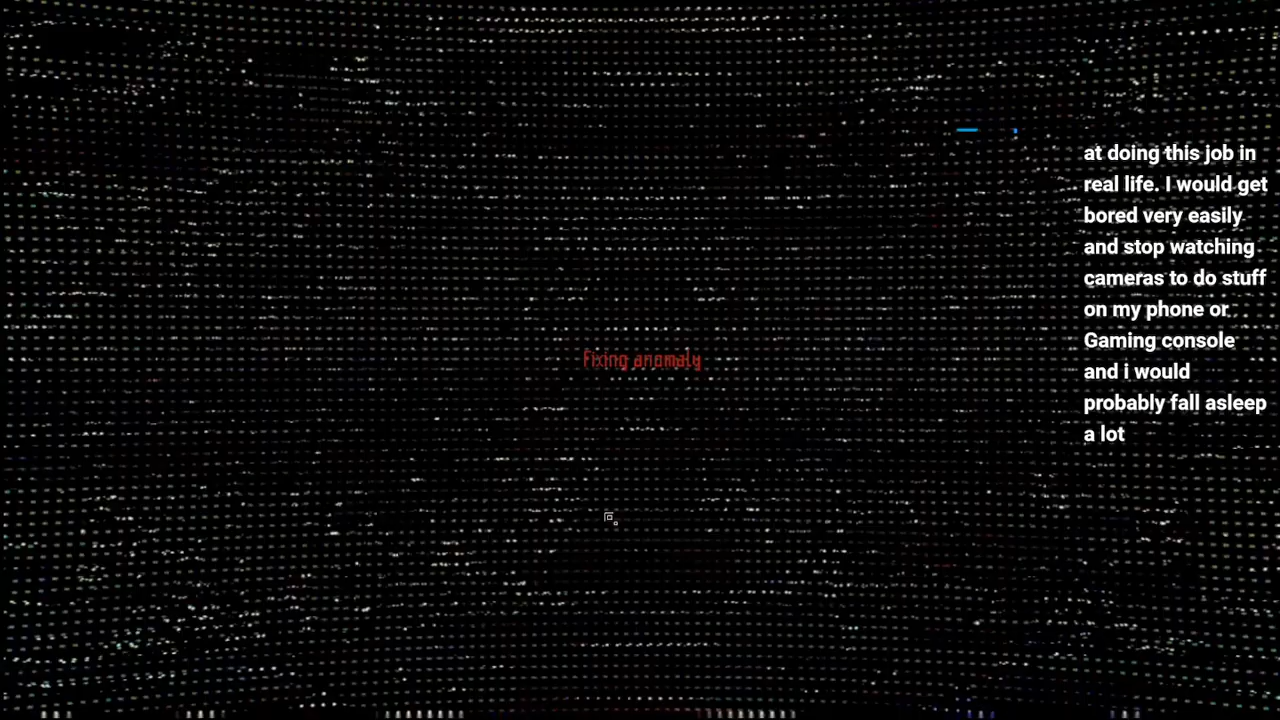 at doing this job in
real life. I would get
bored very easily
and stop watching
cameras to do stuff
on my phone or
Gaming console
and i would
probably fall asleep
a lot
Fixing anomaly